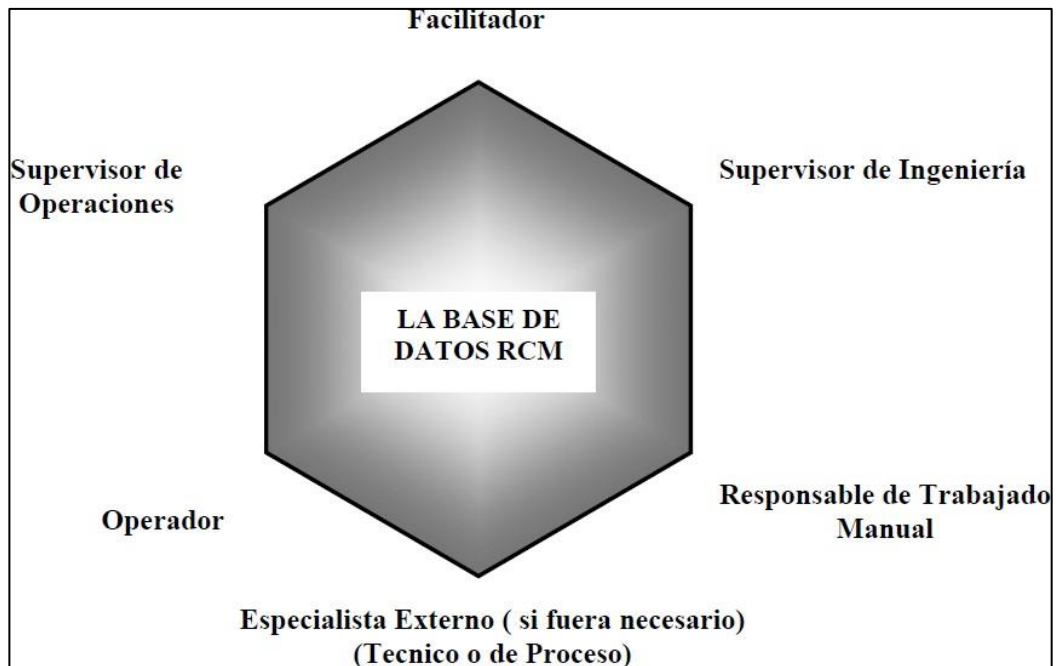 Facilitador
Supervisor de
Operaciones
Supervisor de Ingeniería
LA BASE DE
DATOS RCM
Operador
Responsable de Trabajado
Manual
Especialista Externo ( si fuera necesario)
(Tecnico o de Proceso)